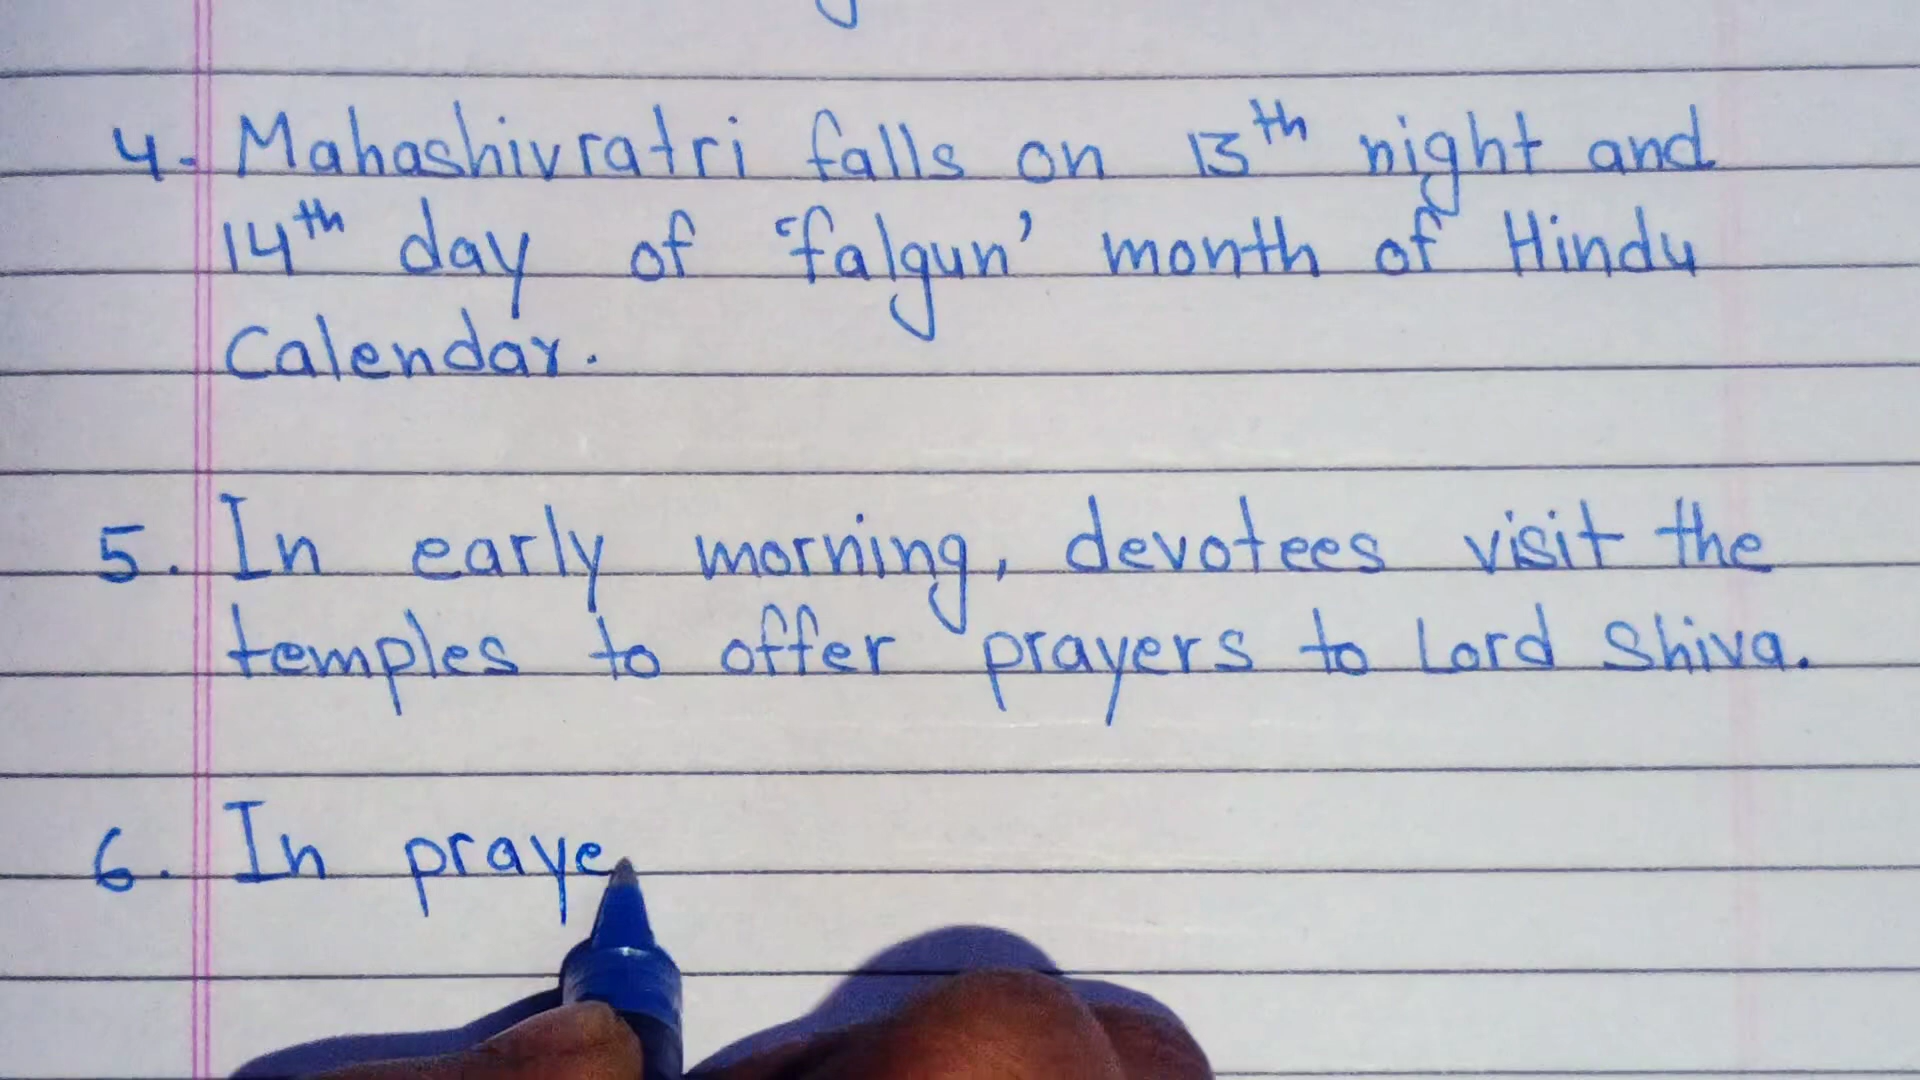 4. Mahashivratri falls on 13th night and
14th day of 'falgun' month of Hindu
Calendar.
5. In early morning, devotees visit the
temples to offer prayers to Lord Shiva.
6. In praye